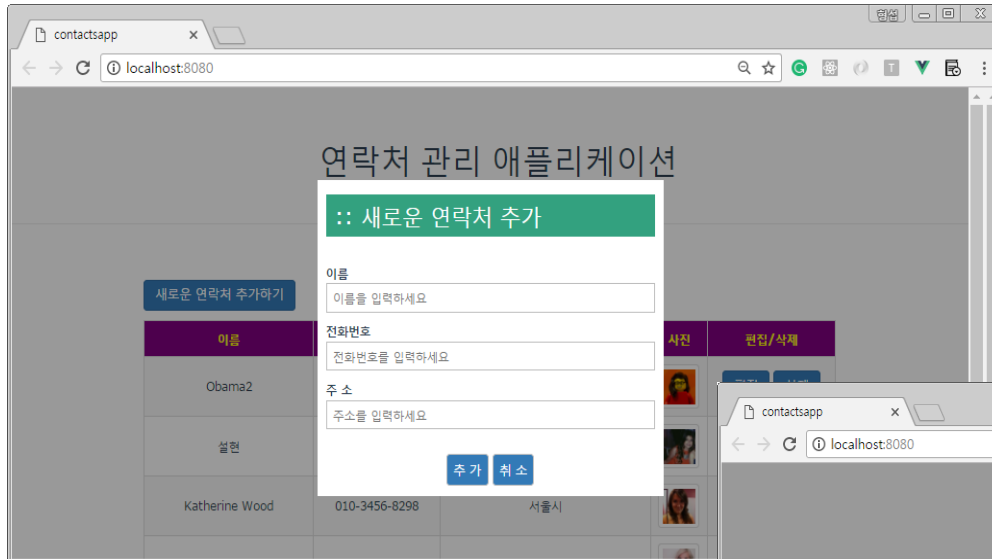 형섭
contactsapp
localhost:8080
연락처 관리 애플리케이션
:: 새로운 연락처 추가
이름
이름을 입력하세요
전화번호
전화번호를 입력하세요
주 소
주소를 입력하세요
추 가 취 소
새로운 연락처 추가하기
이름 사진 편집/삭제
Obama2
설현
Katherine Wood 010-3456-8298 서울시
contactsapp
localhost:8080